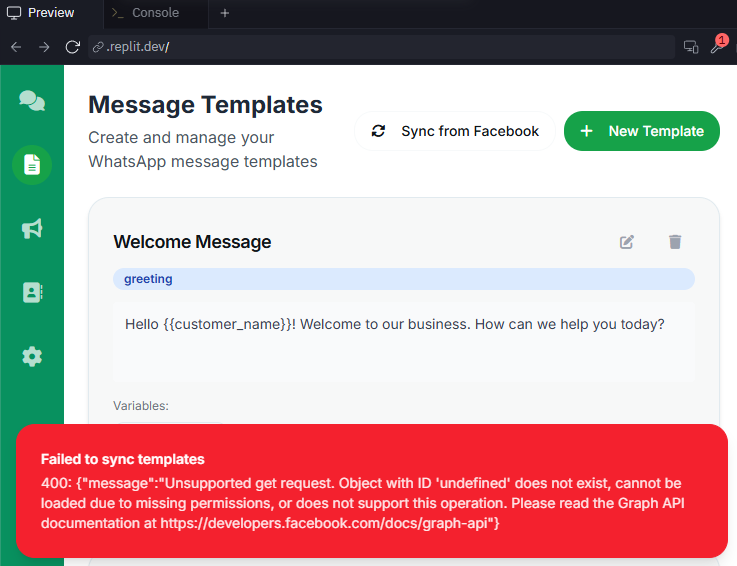 Preview
>_ Console
+
.replit.dev/
1
Message Templates
Create and manage your
WhatsApp message templates
Sync from Facebook
+ New Template
Welcome Message
greeting
Hello {{customer_name}}! Welcome to our business. How can we help you today?
Variables:
Failed to sync templates
400: {"message":"Unsupported get request. Object with ID 'undefined' does not exist, cannot be
loaded due to missing permissions, or does not support this operation. Please read the Graph API
documentation at https://developers.facebook.com/docs/graph-api"}